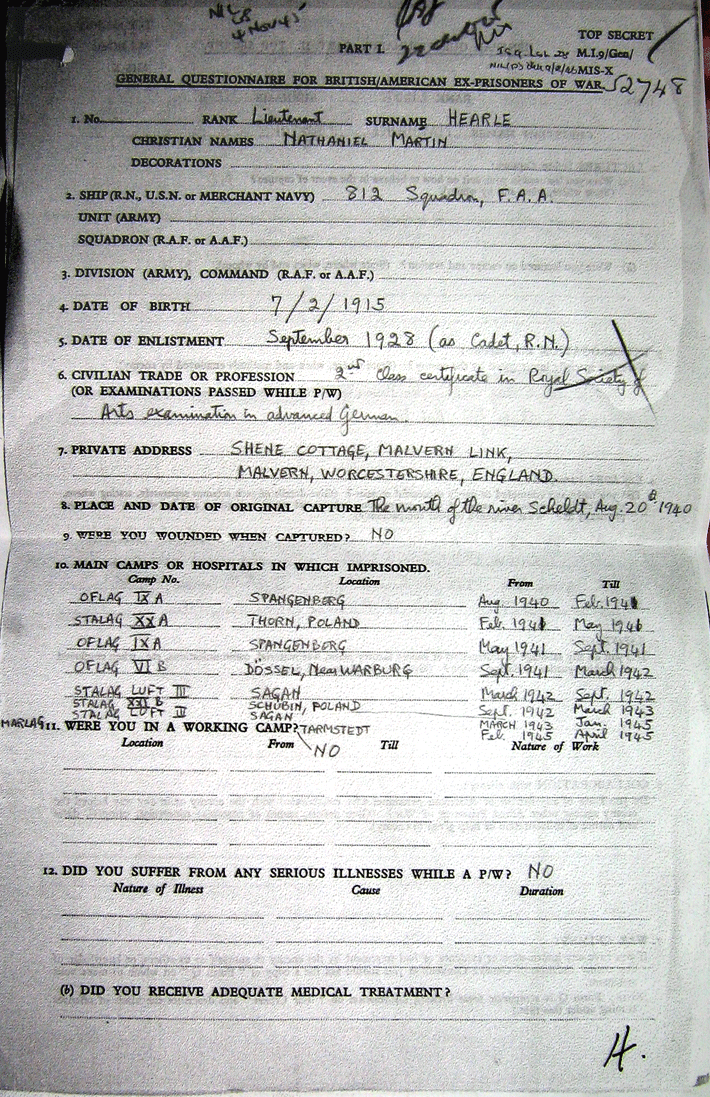 4 Nov 45
TOP SECRET
PART I. M.I.9/Gen/
MIS-X
GENERAL QUESTIONNAIRE FOR BRITISH/AMERICAN EX-PRISONERS OF WAR. 52748
1. No. RANK Lieutenant SURNAME HEARLE
CHRISTIAN NAMES NATHANIEL MARTIN
DECORATIONS
2. SHIP (R.N., U.S.N. or MERCHANT NAVY) 812 Squadron, F.A.A.
UNIT (ARMY)
SQUADRON (R.A.F. or A.A.F.)
3. DIVISION (ARMY), COMMAND (R.A.F. or A.A.F.)
4. DATE OF BIRTH 7/2/1915
5. DATE OF ENLISTMENT September 1928 (as Cadet, R.N.)
6. CIVILIAN TRADE OR PROFESSION 2nd Class certificate in Royal Society of
(OR EXAMINATIONS PASSED WHILE P/W)
Arts examination in advanced German.
7. PRIVATE ADDRESS SHENE COTTAGE, MALVERN LINK,
MALVERN, WORCESTERSHIRE, ENGLAND.
8. PLACE AND DATE OF ORIGINAL CAPTURE The mouth of the river Scheldt, Aug. 20th 1940
9. WERE YOU WOUNDED WHEN CAPTURED? NO
10. MAIN CAMPS OR HOSPITALS IN WHICH IMPRISONED.
Camp No. Location From Till
OFLAG IX A SPANGENBERG Aug. 1940 Feb. 1941
STALAG XXA THORN, POLAND Feb. 1941 May 1941
OFLAG IXA SPANGENBERG May 1941 Sept. 1941
OFLAG VI B DÖSSEL, Near WARBURG Sept. 1941 March 1942
STALAG LUFT III SAGAN March 1942 Sept. 1942
STALAG XXI B SCHUBIN, POLAND Sept. 1942 March 1943
STALAG LUFT III SAGAN MARCH 1943 Jan. 1945
MARLAG TARMSTEDT Feb. 1945 April 1945
11. WERE YOU IN A WORKING CAMP? NO
Location From Till Nature of Work
12. DID YOU SUFFER FROM ANY SERIOUS ILLNESSES WHILE A P/W? NO
Nature of Illness Cause Duration
(b) DID YOU RECEIVE ADEQUATE MEDICAL TREATMENT?
H.